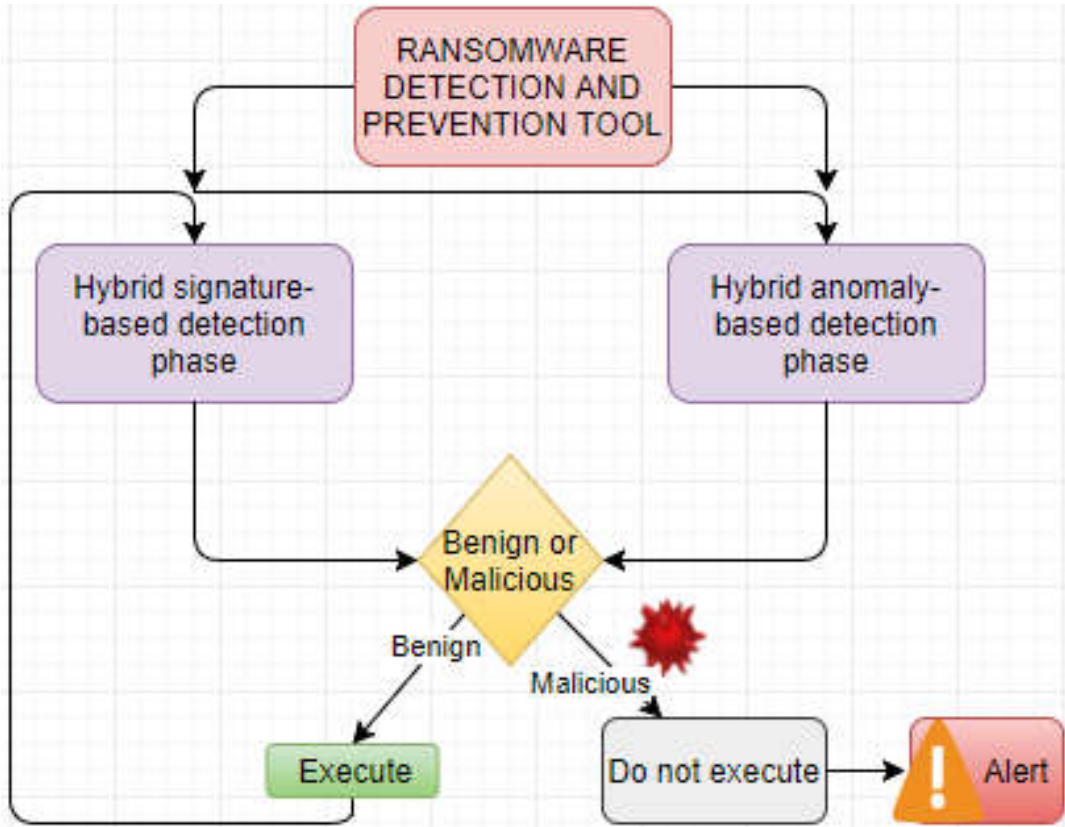 RANSOMWARE
DETECTION AND
PREVENTION TOOL
Hybrid signature-
based detection
phase
Hybrid anomaly-
based detection
phase
Benign or
Malicious
Benign
Malicious
Execute
Do not execute
Alert